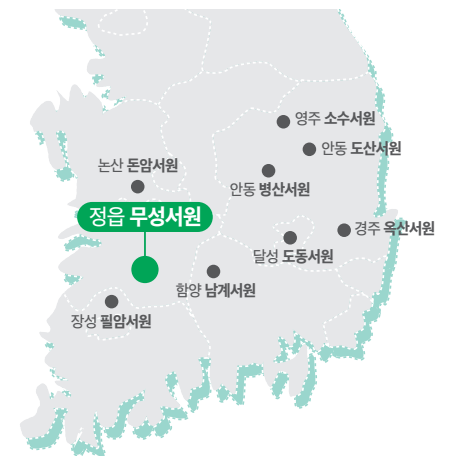 영주 소수서원
안동 도산서원
논산 돈암서원
안동 병산서원
정읍 무성서원
경주 옥산서원
달성 도동서원
함양 남계서원
장성 필암서원